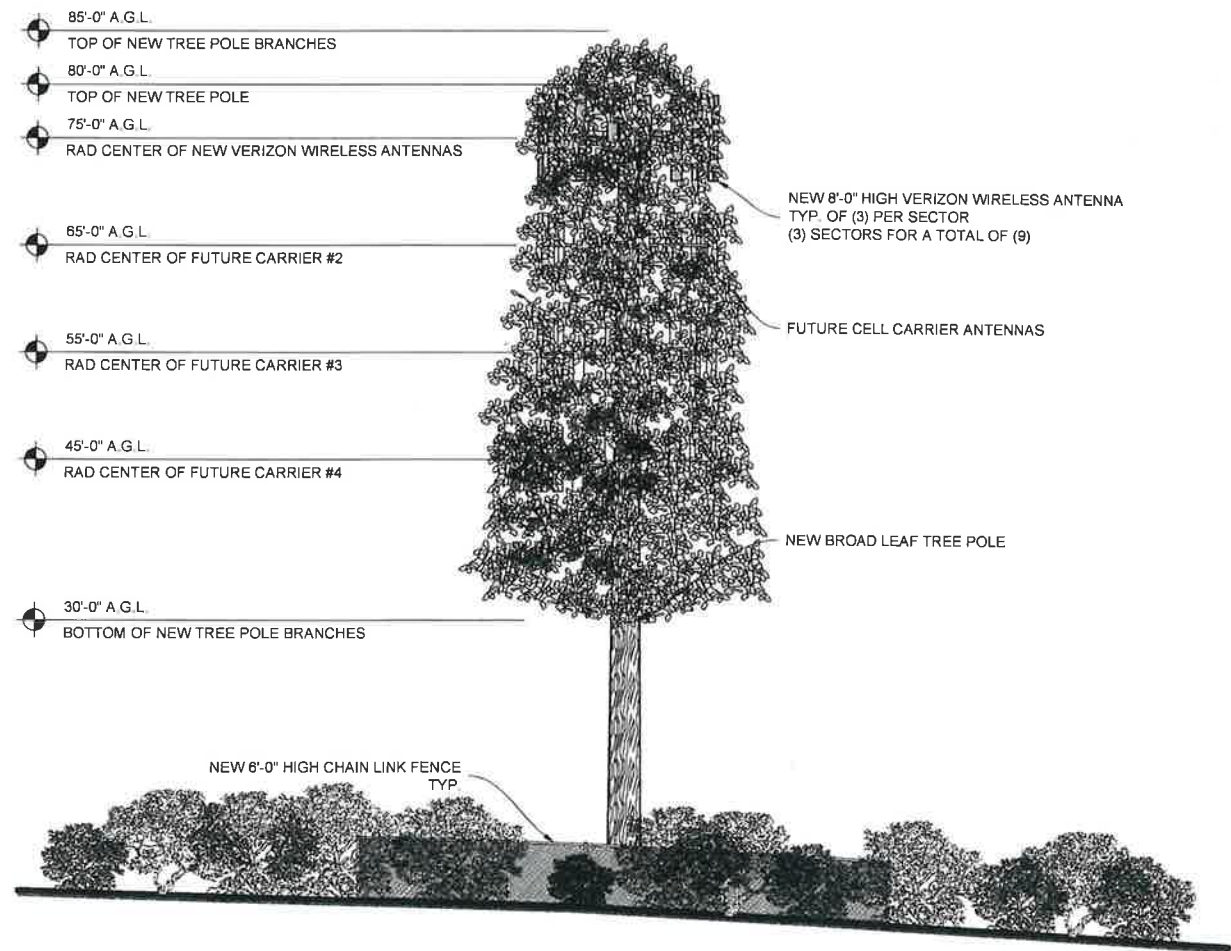 85'-0" A.G.L.
TOP OF NEW TREE POLE BRANCHES
80'-0" A.G.L.
TOP OF NEW TREE POLE
75'-0" A.G.L.
RAD CENTER OF NEW VERIZON WIRELESS ANTENNAS
NEW 8'-0" HIGH VERIZON WIRELESS ANTENNA
TYP. OF (3) PER SECTOR
(3) SECTORS FOR A TOTAL OF (9)
65'-0" A.G.L.
RAD CENTER OF FUTURE CARRIER #2
FUTURE CELL CARRIER ANTENNAS
55'-0" A.G.L.
RAD CENTER OF FUTURE CARRIER #3
45'-0" A.G.L.
RAD CENTER OF FUTURE CARRIER #4
NEW BROAD LEAF TREE POLE
30'-0" A.G.L.
BOTTOM OF NEW TREE POLE BRANCHES
NEW 6'-0" HIGH CHAIN LINK FENCE
TYP.